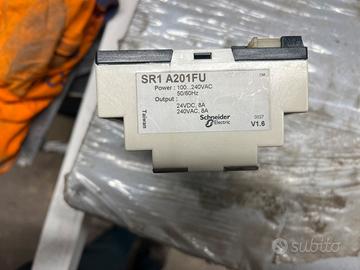 SR1 A201FU
Power : 100...240VAC
50/60Hz
Output :
24VDC, 8A
240VAC, 8A
Taiwan
Schneider
Electric
V1.6
subito